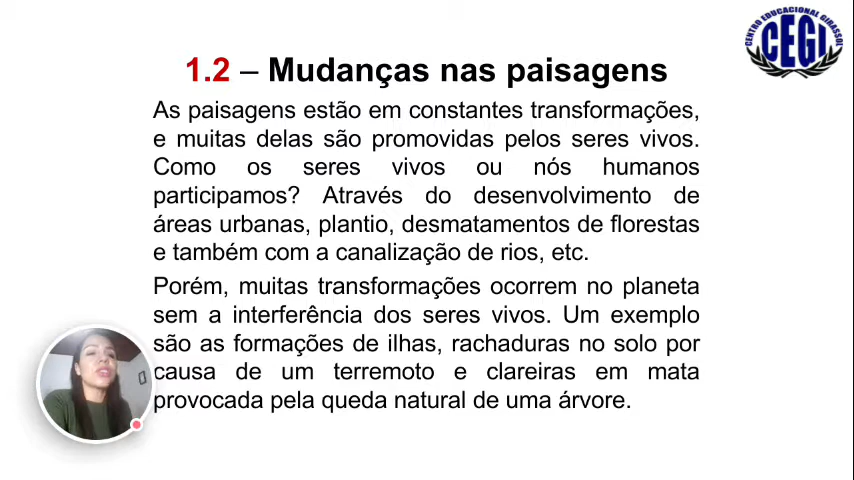 CENTRO EDUCACIONAL GIRASSOL
CEGI
1.2 – Mudanças nas paisagens
As paisagens estão em constantes transformações,
e muitas delas são promovidas pelos seres vivos.
Como os seres vivos ou nós humanos
participamos? Através do desenvolvimento de
áreas urbanas, plantio, desmatamentos de florestas
e também com a canalização de rios, etc.
Porém, muitas transformações ocorrem no planeta
sem a interferência dos seres vivos. Um exemplo
são as formações de ilhas, rachaduras no solo por
causa de um terremoto e clareiras em mata
provocada pela queda natural de uma árvore.